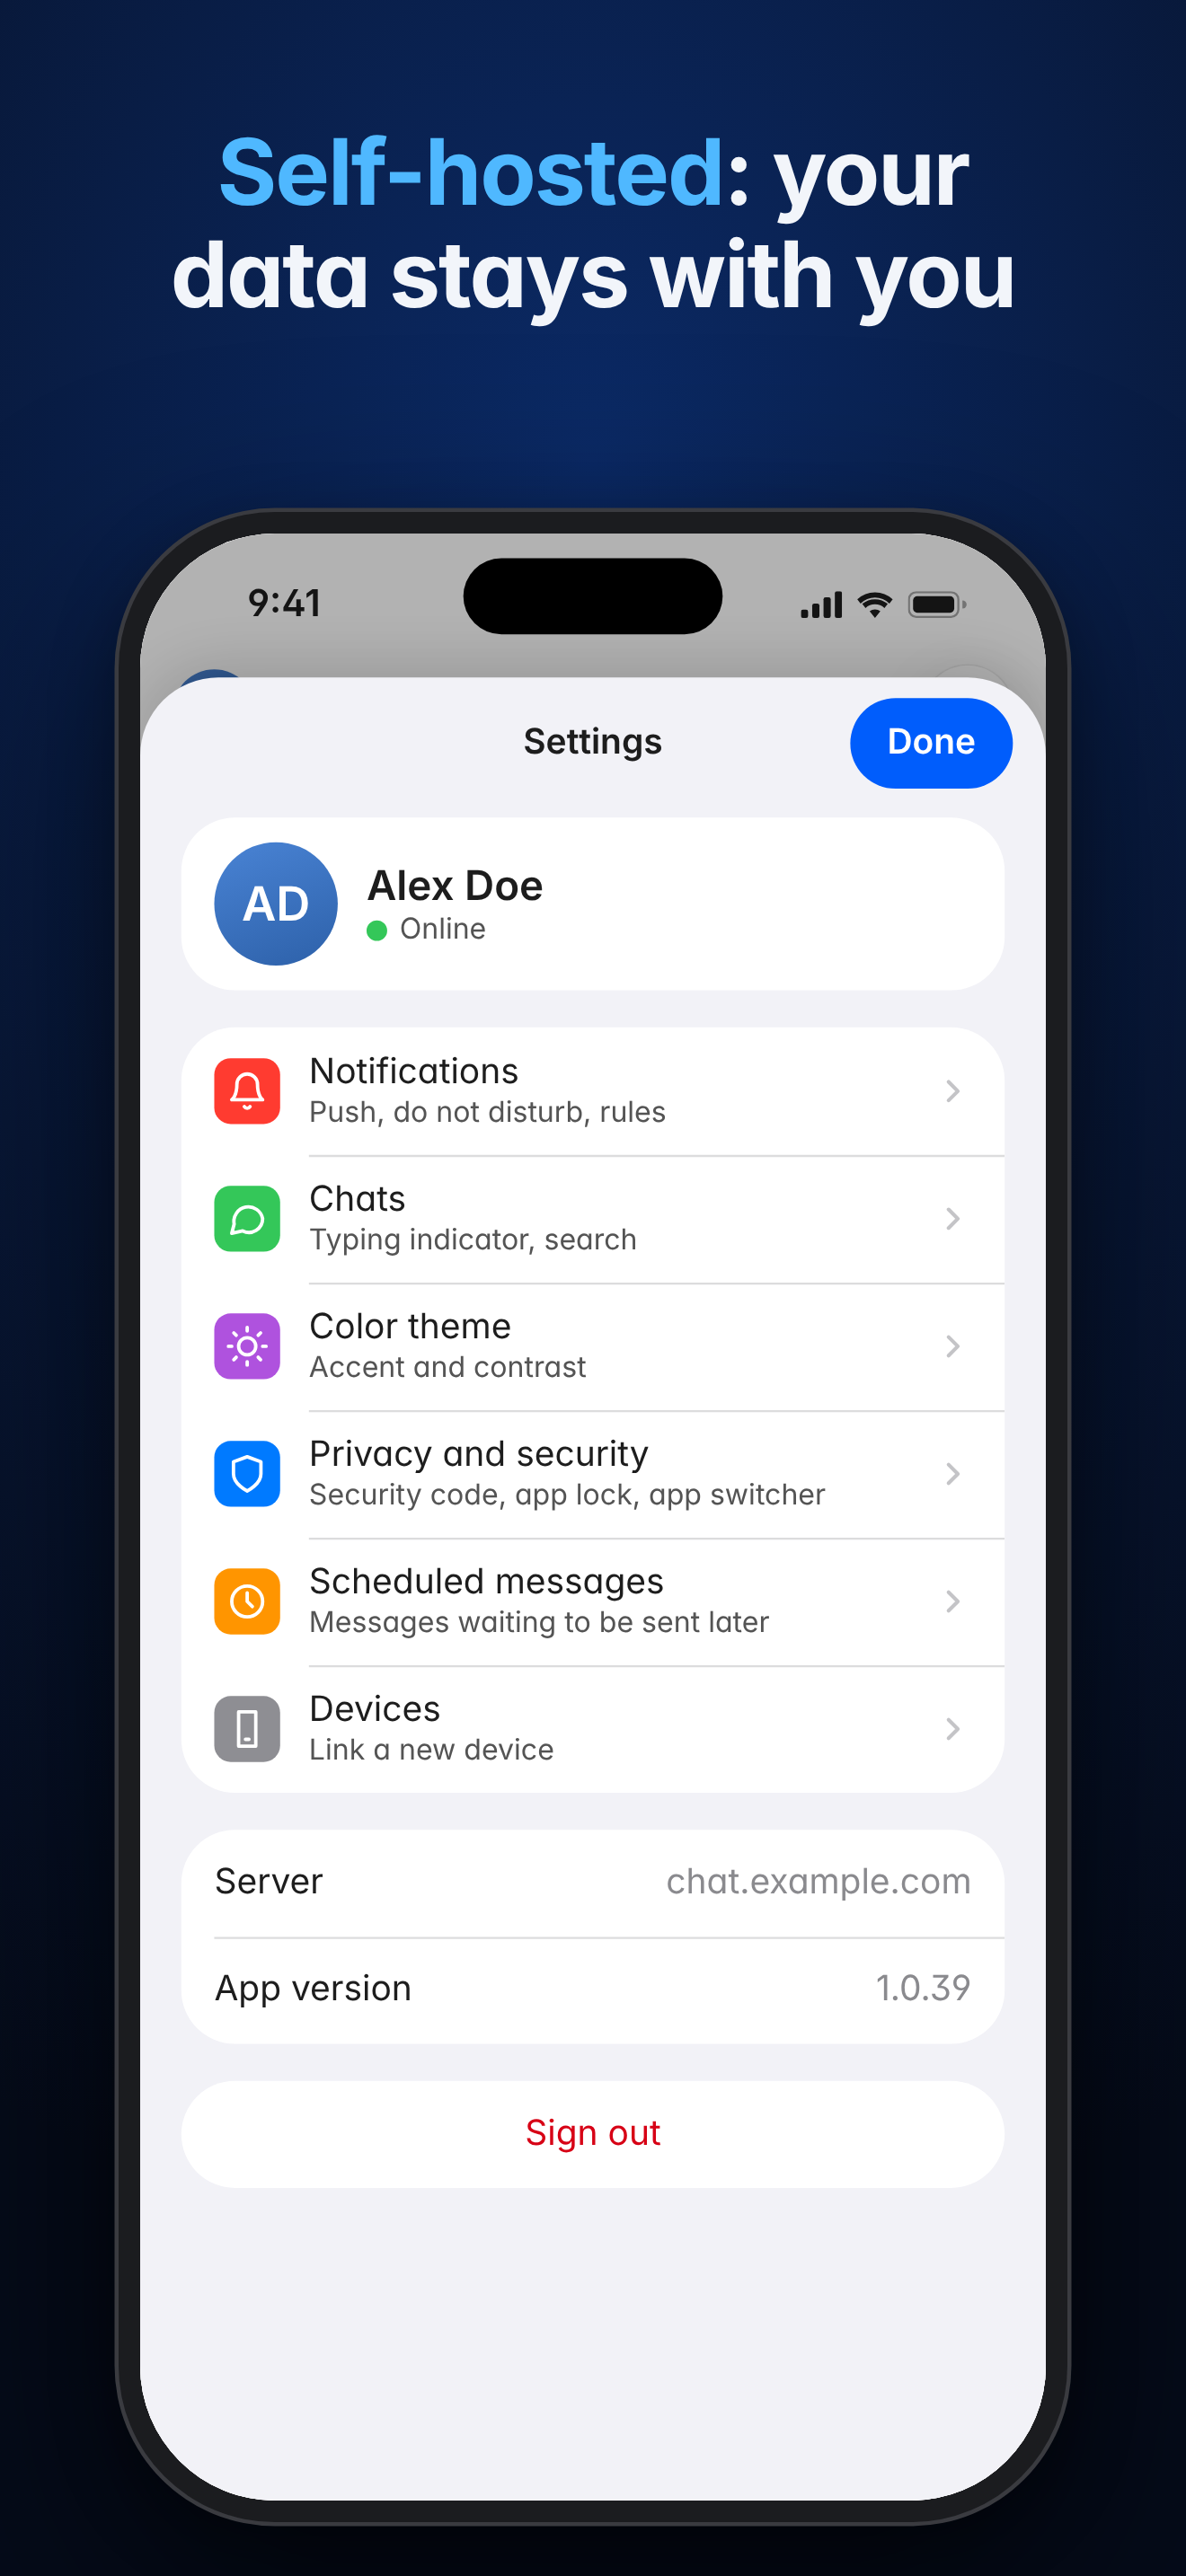 Self-hosted: your
data stays with you
9:41
Settings
Done
AD
Alex Doe
Online
Notifications
Push, do not disturb, rules
Chats
Typing indicator, search
Color theme
Accent and contrast
Privacy and security
Security code, app lock, app switcher
Scheduled messages
Messages waiting to be sent later
Devices
Link a new device
Server
chat.example.com
App version
1.0.39
Sign out